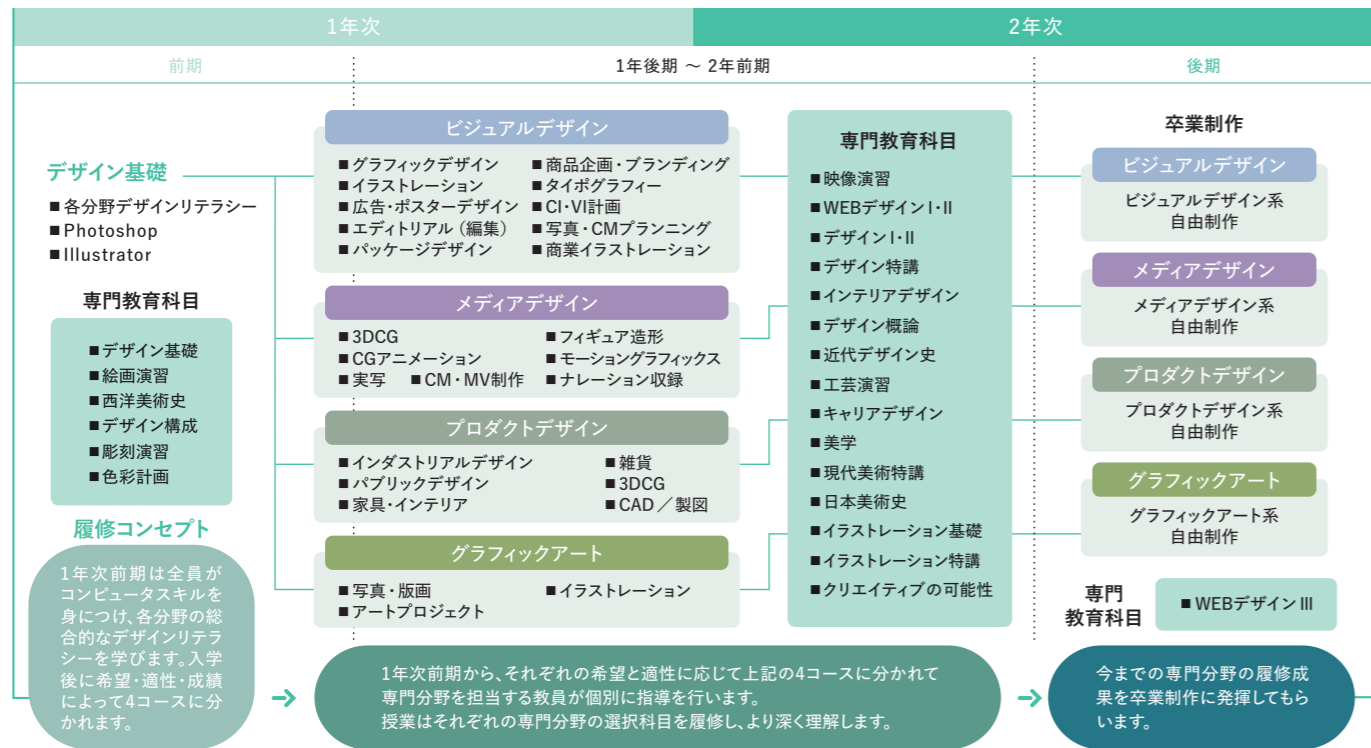 1年次
2年次
前期
1年後期 ～ 2年前期
後期
デザイン基礎
■各分野デザインリテラシー
■Photoshop
■Illustrator
専門教育科目
■デザイン基礎
■絵画演習
■西洋美術史
■デザイン構成
■彫刻演習
■色彩計画
履修コンセプト
1年次前期は全員が
コンピュータスキルを
身につけ、各分野の総
合的なデザインリテラ
シーを学びます。入学
後に希望・適性・成績
によって4コースに分
かれます。
ビジュアルデザイン
■グラフィックデザイン ■商品企画・ブランディング
■イラストレーション ■タイポグラフィー
■広告・ポスターデザイン ■CI・VI計画
■エディトリアル（編集） ■写真・CMプランニング
■パッケージデザイン ■商業イラストレーション
メディアデザイン
■3DCG ■フィギュア造形
■CGアニメーション ■モーショングラフィックス
■実写 ■CM・MV制作 ■ナレーション収録
プロダクトデザイン
■インダストリアルデザイン ■雑貨
■パブリックデザイン ■3DCG
■家具・インテリア ■CAD／製図
グラフィックアート
■写真・版画 ■イラストレーション
■アートプロジェクト
専門教育科目
■映像演習
■WEBデザインⅠ・Ⅱ
■デザインⅠ・Ⅱ
■デザイン特講
■インテリアデザイン
■デザイン概論
■近代デザイン史
■工芸演習
■キャリアデザイン
■美学
■現代美術特講
■日本美術史
■イラストレーション基礎
■イラストレーション特講
■クリエイティブの可能性
→
1年次前期から、それぞれの希望と適性に応じて上記の4コースに分かれて
専門分野を担当する教員が個別に指導を行います。
授業はそれぞれの専門分野の選択科目を履修し、より深く理解します。
→
卒業制作
ビジュアルデザイン
ビジュアルデザイン系
自由制作
メディアデザイン
メディアデザイン系
自由制作
プロダクトデザイン
プロダクトデザイン系
自由制作
グラフィックアート
グラフィックアート系
自由制作
専門
教育科目
■WEBデザインⅢ
今までの専門分野の履修成
果を卒業制作に発揮してもら
います。